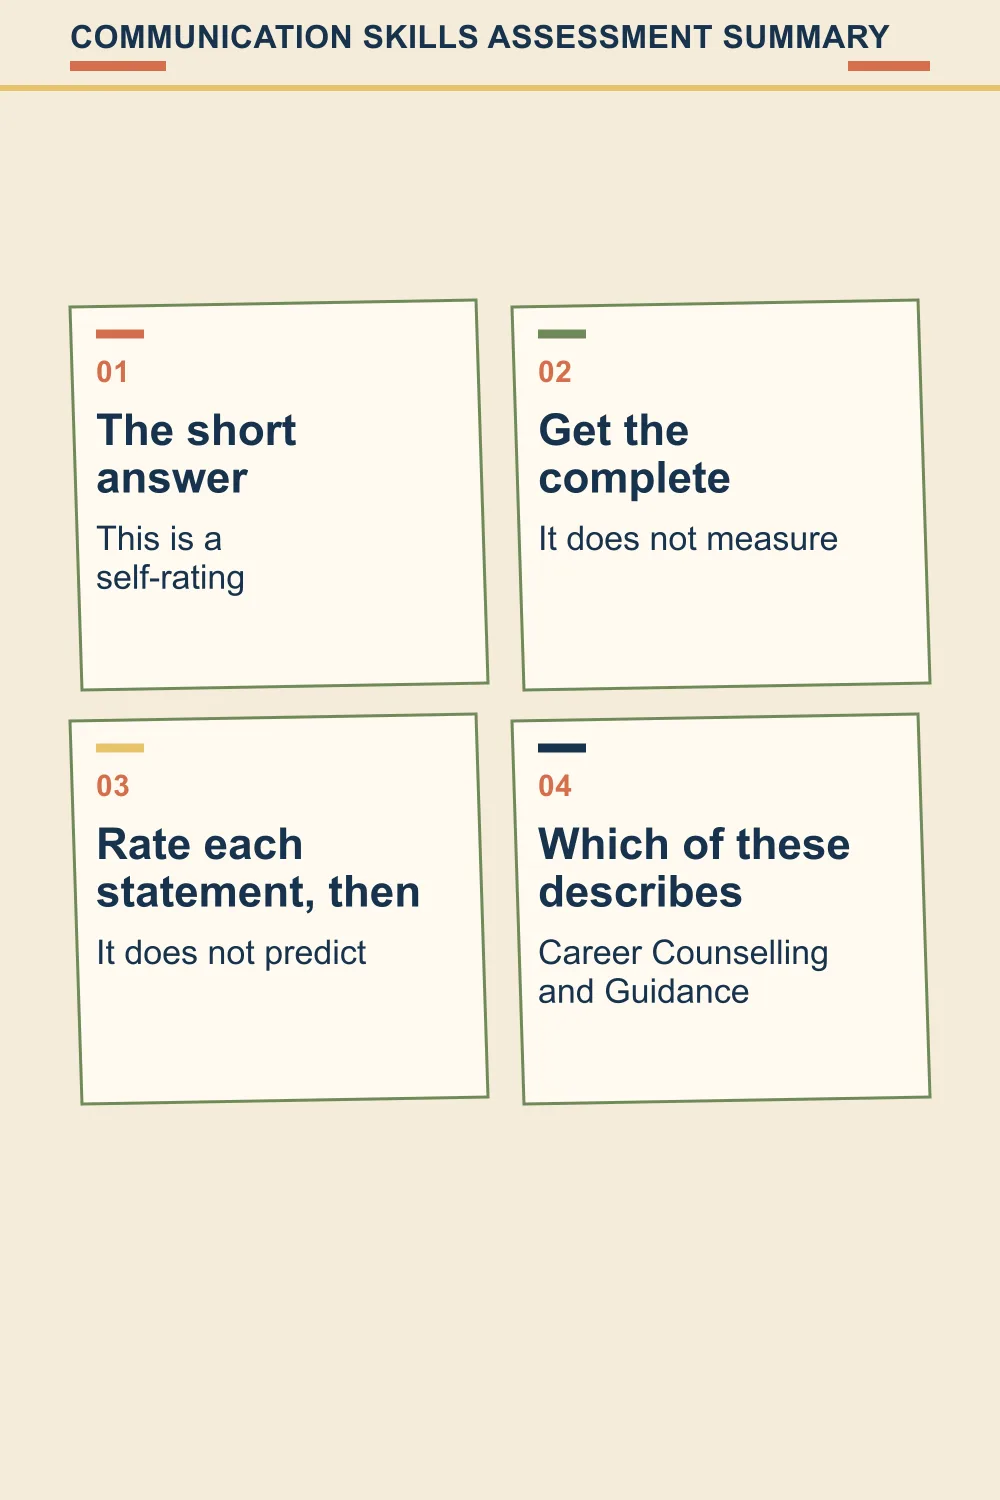 COMMUNICATION SKILLS ASSESSMENT SUMMARY
01
The short
answer
This is a
self-rating
02
Get the
complete
It does not measure
03
Rate each
statement, then
It does not predict
04
Which of these
describes
Career Counselling
and Guidance